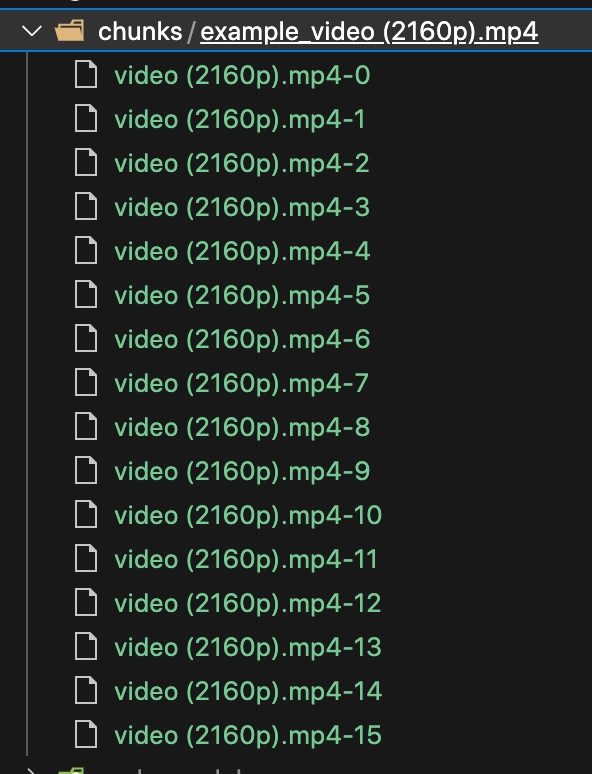 chunks/example_video (2160p).mp4
video (2160p).mp4-0
video (2160p).mp4-1
video (2160p).mp4-2
video (2160p).mp4-3
video (2160p).mp4-4
video (2160p).mp4-5
video (2160p).mp4-6
video (2160p).mp4-7
video (2160p).mp4-8
video (2160p).mp4-9
video (2160p).mp4-10
video (2160p).mp4-11
video (2160p).mp4-12
video (2160p).mp4-13
video (2160p).mp4-14
video (2160p).mp4-15